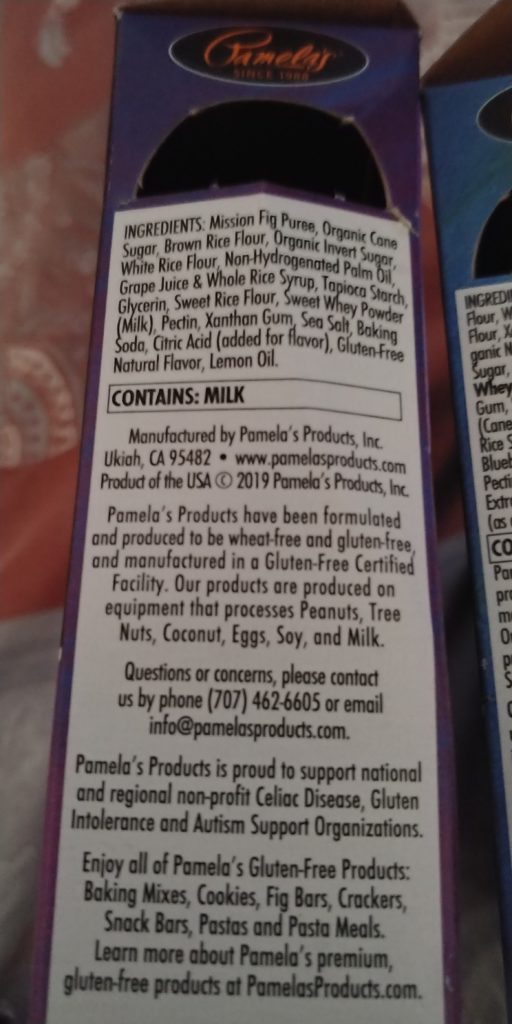 Pamela's
SINCE 1988
INGREDIENTS: Mission Fig Puree, Organic Cane
Sugar, Brown Rice Flour, Organic Invert Sugar,
White Rice Flour, Non-Hydrogenated Palm Oil,
Grape Juice & Whole Rice Syrup, Tapioca Starch,
Glycerin, Sweet Rice Flour, Sweet Whey Powder
(Milk), Pectin, Xanthan Gum, Sea Salt, Baking
Soda, Citric Acid (added for flavor), Gluten-Free
Natural Flavor, Lemon Oil.
CONTAINS: MILK
Manufactured by Pamela's Products, Inc.
Ukiah, CA 95482 • www.pamelasproducts.com
Product of the USA © 2019 Pamela's Products, Inc.
Pamela's Products have been formulated
and produced to be wheat-free and gluten-free,
and manufactured in a Gluten-Free Certified
Facility. Our products are produced on
equipment that processes Peanuts, Tree
Nuts, Coconut, Eggs, Soy, and Milk.
Questions or concerns, please contact
us by phone (707) 462-6605 or email
info@pamelasproducts.com.
Pamela's Products is proud to support national
and regional non-profit Celiac Disease, Gluten
Intolerance and Autism Support Organizations.
Enjoy all of Pamela's Gluten-Free Products:
Baking Mixes, Cookies, Fig Bars, Crackers,
Snack Bars, Pastas and Pasta Meals.
Learn more about Pamela's premium,
gluten-free products at PamelasProducts.com.
INGREDI
Flour, W
Flour, X
ganic N
Sugar,
Whey
Gum,
(Cane
Rice S
Blueb
Pecti
Extr
(as
CO
Pa
pr